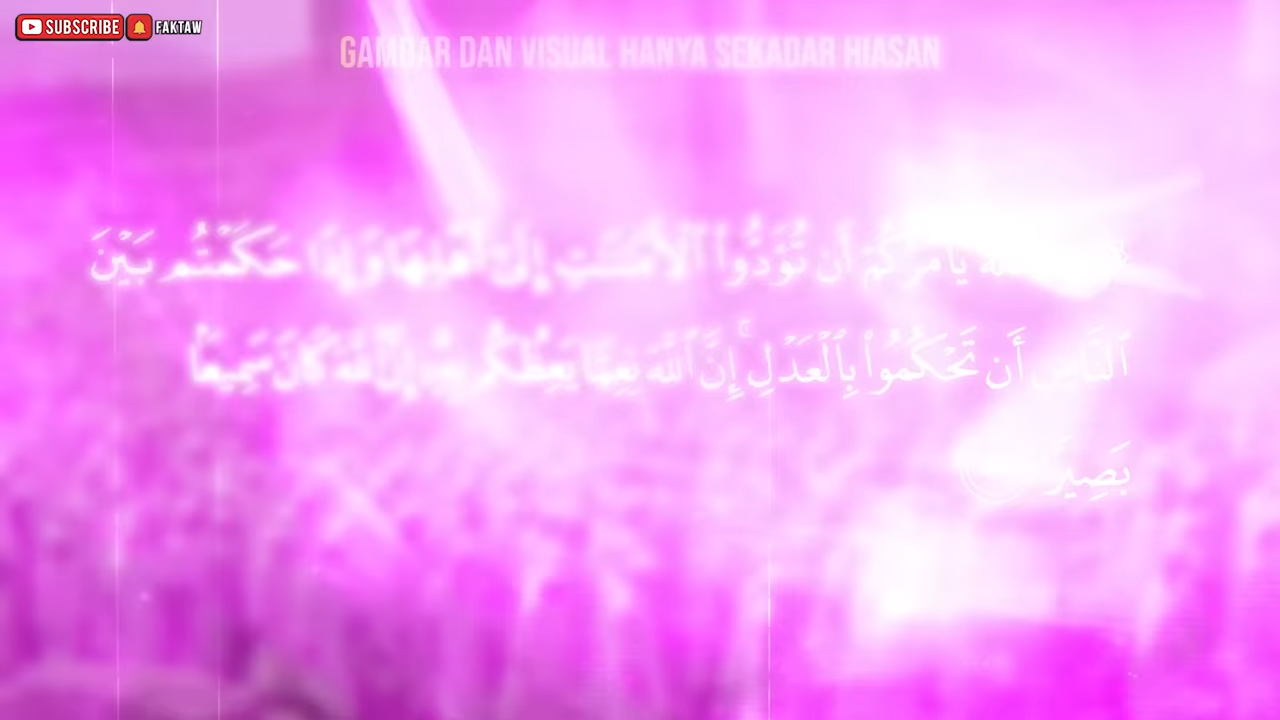 SUBSCRIBE FAKTAW
GAMBAR DAN VISUAL HANYA SEKADAR HIASAN
يَأْمُرُكُمْ أَن تُؤَدُّوا۟ ٱلْأَمَـٰنَـٰتِ إِلَىٰٓ أَهْلِهَا وَإِذَا حَكَمْتُم بَيْنَ
ٱلنَّاسِ أَن تَحْكُمُوا۟ بِٱلْعَدْلِ ۚ إِنَّ ٱللَّهَ نِعِمَّا يَعِظُكُم بِهِۦٓ ۗ إِنَّ ٱللَّهَ كَانَ سَمِيعًۢا
بَصِيرًا